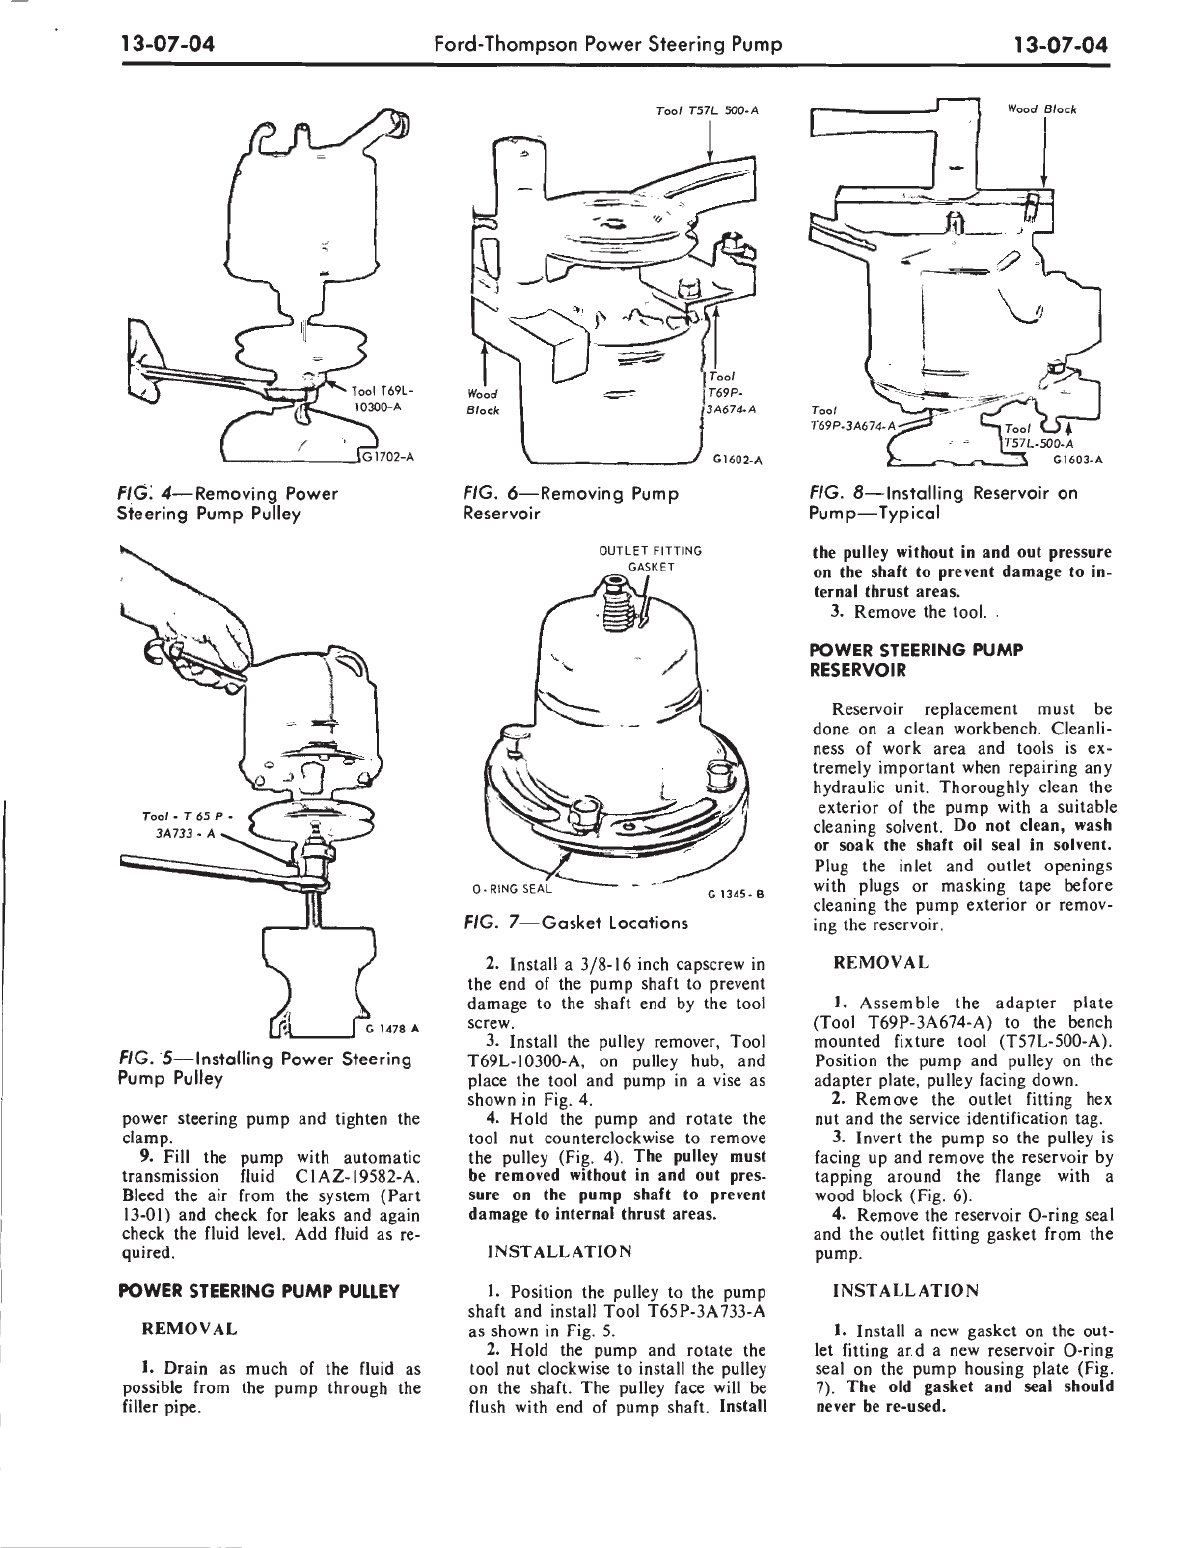 13-07-04 Ford-Thompson Power Steering Pump 13-07-04
Tool T69L-
10300-A
G1702-A
FIG. 4—Removing Power
Steering Pump Pulley
Tool - T 65 P -
3A733 - A
G 1478 A
FIG. 5—Installing Power Steering
Pump Pulley
power steering pump and tighten the
clamp.
9. Fill the pump with automatic
transmission fluid C1AZ-19582-A.
Bleed the air from the system (Part
13-01) and check for leaks and again
check the fluid level. Add fluid as re-
quired.
POWER STEERING PUMP PULLEY
REMOVAL
1. Drain as much of the fluid as
possible from the pump through the
filler pipe.
Tool T57L 500-A
Wood
Block
Tool
T69P-
3A674-A
G1602-A
FIG. 6—Removing Pump
Reservoir
OUTLET FITTING
GASKET
O-RING SEAL
G 1345- B
FIG. 7—Gasket Locations
2. Install a 3/8-16 inch capscrew in
the end of the pump shaft to prevent
damage to the shaft end by the tool
screw.
3. Install the pulley remover, Tool
T69L-10300-A, on pulley hub, and
place the tool and pump in a vise as
shown in Fig. 4.
4. Hold the pump and rotate the
tool nut counterclockwise to remove
the pulley (Fig. 4). The pulley must
be removed without in and out pres-
sure on the pump shaft to prevent
damage to internal thrust areas.
INSTALLATION
1. Position the pulley to the pump
shaft and install Tool T65P-3A733-A
as shown in Fig. 5.
2. Hold the pump and rotate the
tool nut clockwise to install the pulley
on the shaft. The pulley face will be
flush with end of pump shaft. Install
Wood Block
Tool
T69P-3A674-A
Tool
T57L-500-A
G1603-A
FIG. 8—Installing Reservoir on
Pump—Typical
the pulley without in and out pressure
on the shaft to prevent damage to in-
ternal thrust areas.
3. Remove the tool. .
POWER STEERING PUMP
RESERVOIR
Reservoir replacement must be
done on a clean workbench. Cleanli-
ness of work area and tools is ex-
tremely important when repairing any
hydraulic unit. Thoroughly clean the
exterior of the pump with a suitable
cleaning solvent. Do not clean, wash
or soak the shaft oil seal in solvent.
Plug the inlet and outlet openings
with plugs or masking tape before
cleaning the pump exterior or remov-
ing the reservoir.
REMOVAL
1. Assemble the adapter plate
(Tool T69P-3A674-A) to the bench
mounted fixture tool (T57L-500-A).
Position the pump and pulley on the
adapter plate, pulley facing down.
2. Remove the outlet fitting hex
nut and the service identification tag.
3. Invert the pump so the pulley is
facing up and remove the reservoir by
tapping around the flange with a
wood block (Fig. 6).
4. Remove the reservoir O-ring seal
and the outlet fitting gasket from the
pump.
INSTALLATION
1. Install a new gasket on the out-
let fitting and a new reservoir O-ring
seal on the pump housing plate (Fig.
7). The old gasket and seal should
never be re-used.